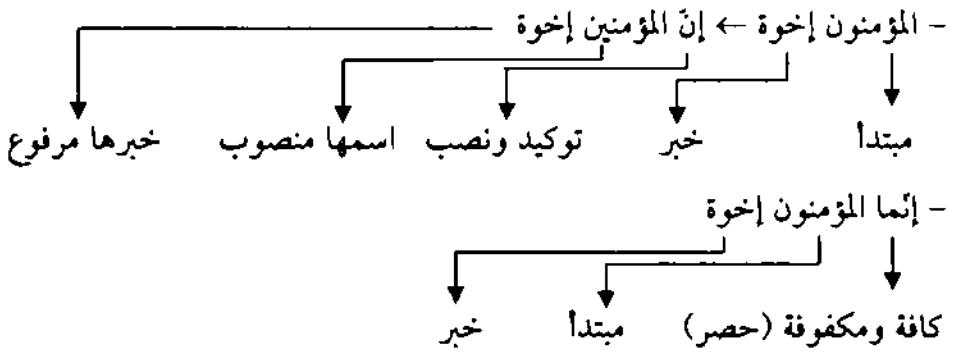 - المؤمنون إخوة ← إنّ المؤمنين إخوة
مبتدأ خبر توكيد ونصب اسمها منصوب خبرها مرفوع
- إنّما المؤمنون إخوة
كافة ومكفوفة (حصر) مبتدأ خبر